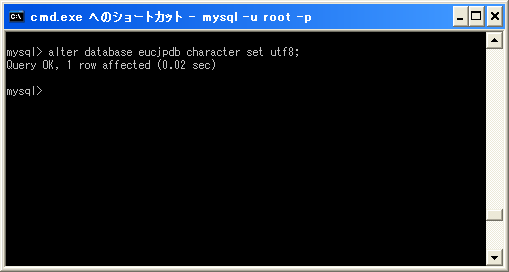 cmd.exe へのショートカット - mysql -u root -p
mysql> alter database eucjpdb character set utf8;
Query OK, 1 row affected (0.02 sec)
mysql>